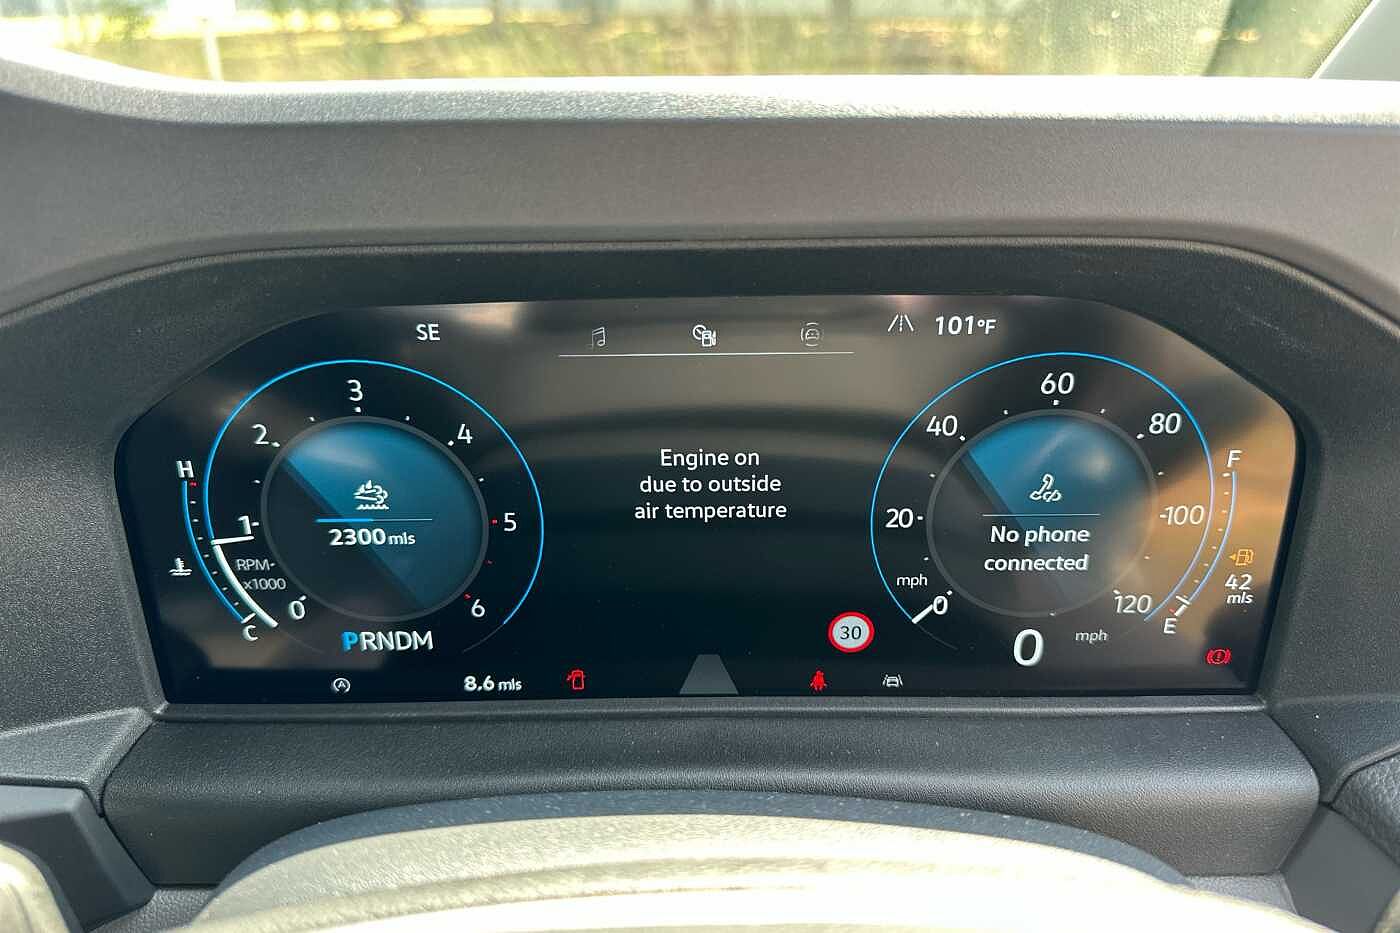 SE
101°F
3
2
4
H
1
5
2300 mls
RPM
x1000
0
6
C
PRNDM
Engine on
due to outside
air temperature
60
40
80
F
20
100
No phone
connected
mph
0
120
42
mls
E
30
0 mph
8.6 mls